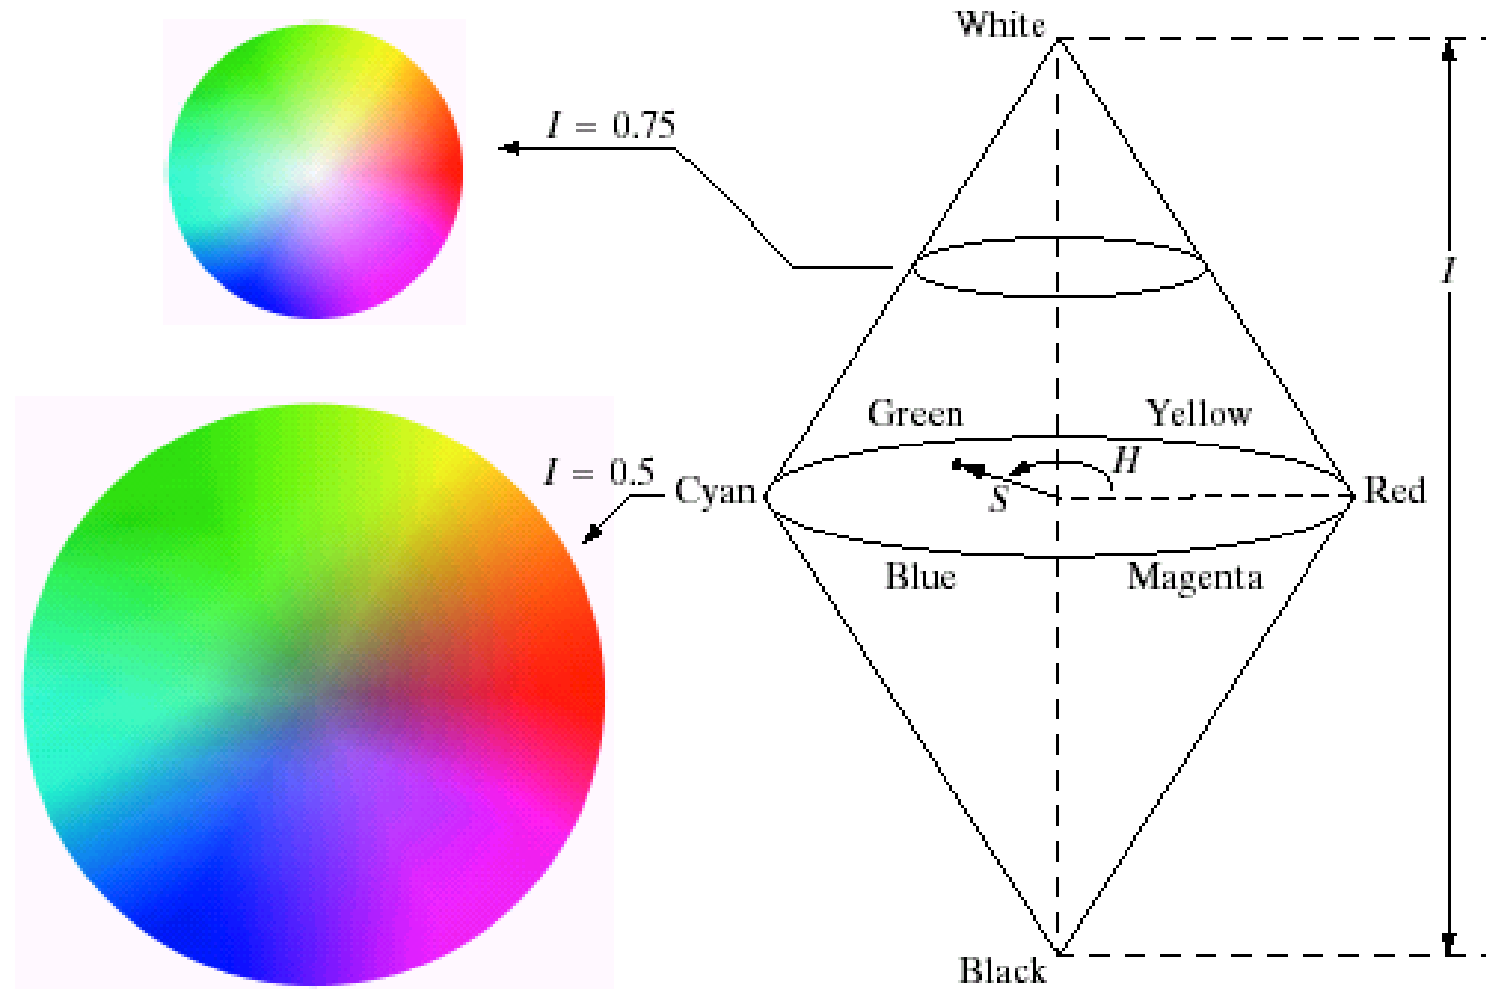 White
I = 0.75
I
Green Yellow
H
I = 0.5 Cyan S Red
Blue Magenta
Black